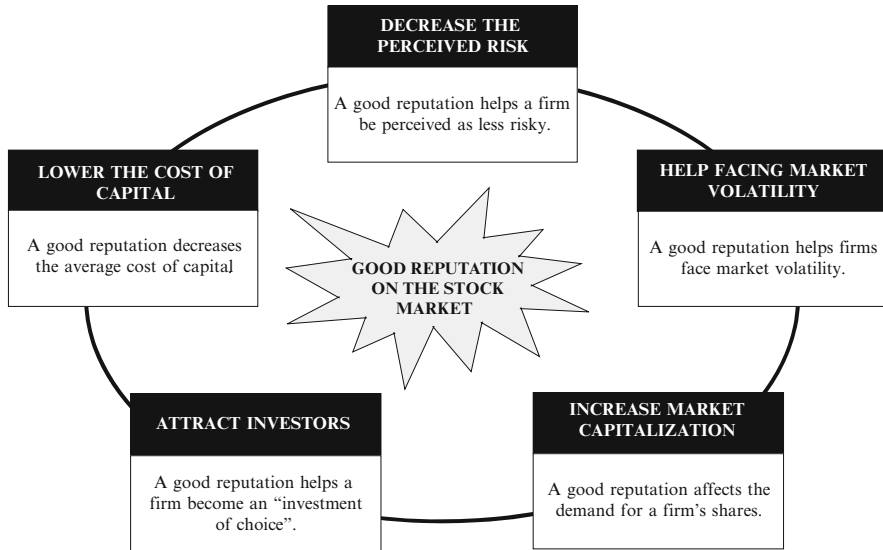 DECREASE THE
PERCEIVED RISK
A good reputation helps a firm
be perceived as less risky.
LOWER THE COST OF
CAPITAL
A good reputation decreases
the average cost of capital.
HELP FACING MARKET
VOLATILITY
A good reputation helps firms
face market volatility.
GOOD REPUTATION
ON THE STOCK
MARKET
ATTRACT INVESTORS
A good reputation helps a
firm become an “investment
of choice”.
INCREASE MARKET
CAPITALIZATION
A good reputation affects the
demand for a firm’s shares.